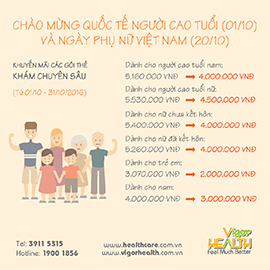 CHÀO MỪNG QUỐC TẾ NGƯỜI CAO TUỔI (01/10)
VÀ NGÀY PHỤ NỮ VIỆT NAM (20/10)
KHUYẾN MÃI CÁC GÓI THẺ
KHÁM CHUYÊN SÂU
(Từ 01/10 - 31/10/2016)
Dành cho người cao tuổi nam:
5,180.000 VNĐ → 4.000.000 VNĐ
Dành cho người cao tuổi nữ:
5,530.000 VNĐ → 4.500.000 VNĐ
Dành cho nữ chưa kết hôn:
5,400.000 VNĐ → 4.000.000 VNĐ
Dành cho nữ đã kết hôn:
5,260.000 VNĐ → 4.000.000 VNĐ
Dành cho trẻ em:
3,070.000 VNĐ → 2.000.000 VNĐ
Dành cho nam:
4,000.000 VNĐ → 3.000.000 VNĐ
Tel: 3911 5315
Hotline: 1900 1856
www.healthcare.com.vn
www.vigorhealth.com.vn
Vigor
HEALTH
Feel Much Better